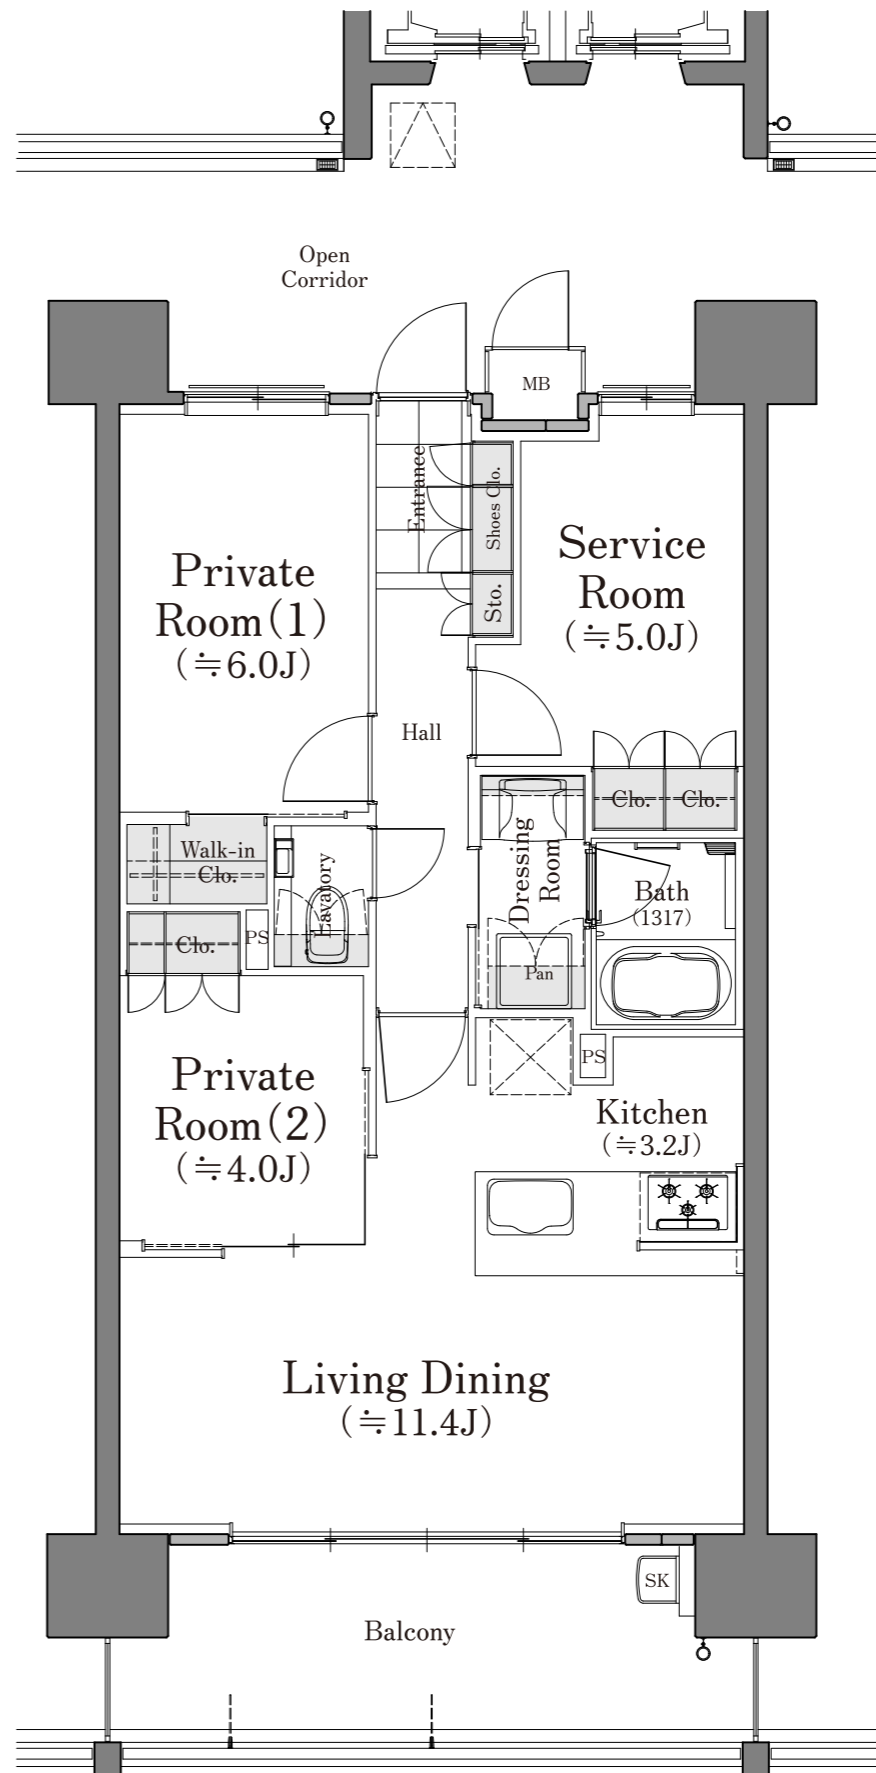 Open
Corridor
MB
Entrance
Shoes Clo.
Sto.
Private
Room(1)
(≒6.0J)
Service
Room
(≒5.0J)
Hall
Clo.
Clo.
Walk-in
Clo.
Lavatory
Dressing
Room
Bath
(1317)
Clo.
PS
Pan
PS
Private
Room(2)
(≒4.0J)
Kitchen
(≒3.2J)
Living Dining
(≒11.4J)
SK
Balcony